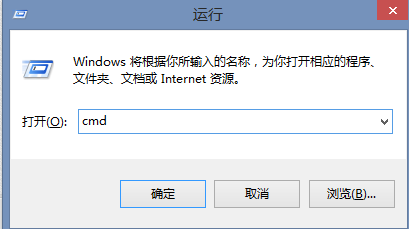 运行
Windows 将根据你所输入的名称，为你打开相应的程序、
文件夹、文档或 Internet 资源。
打开(O): cmd
确定 取消 浏览(B)...